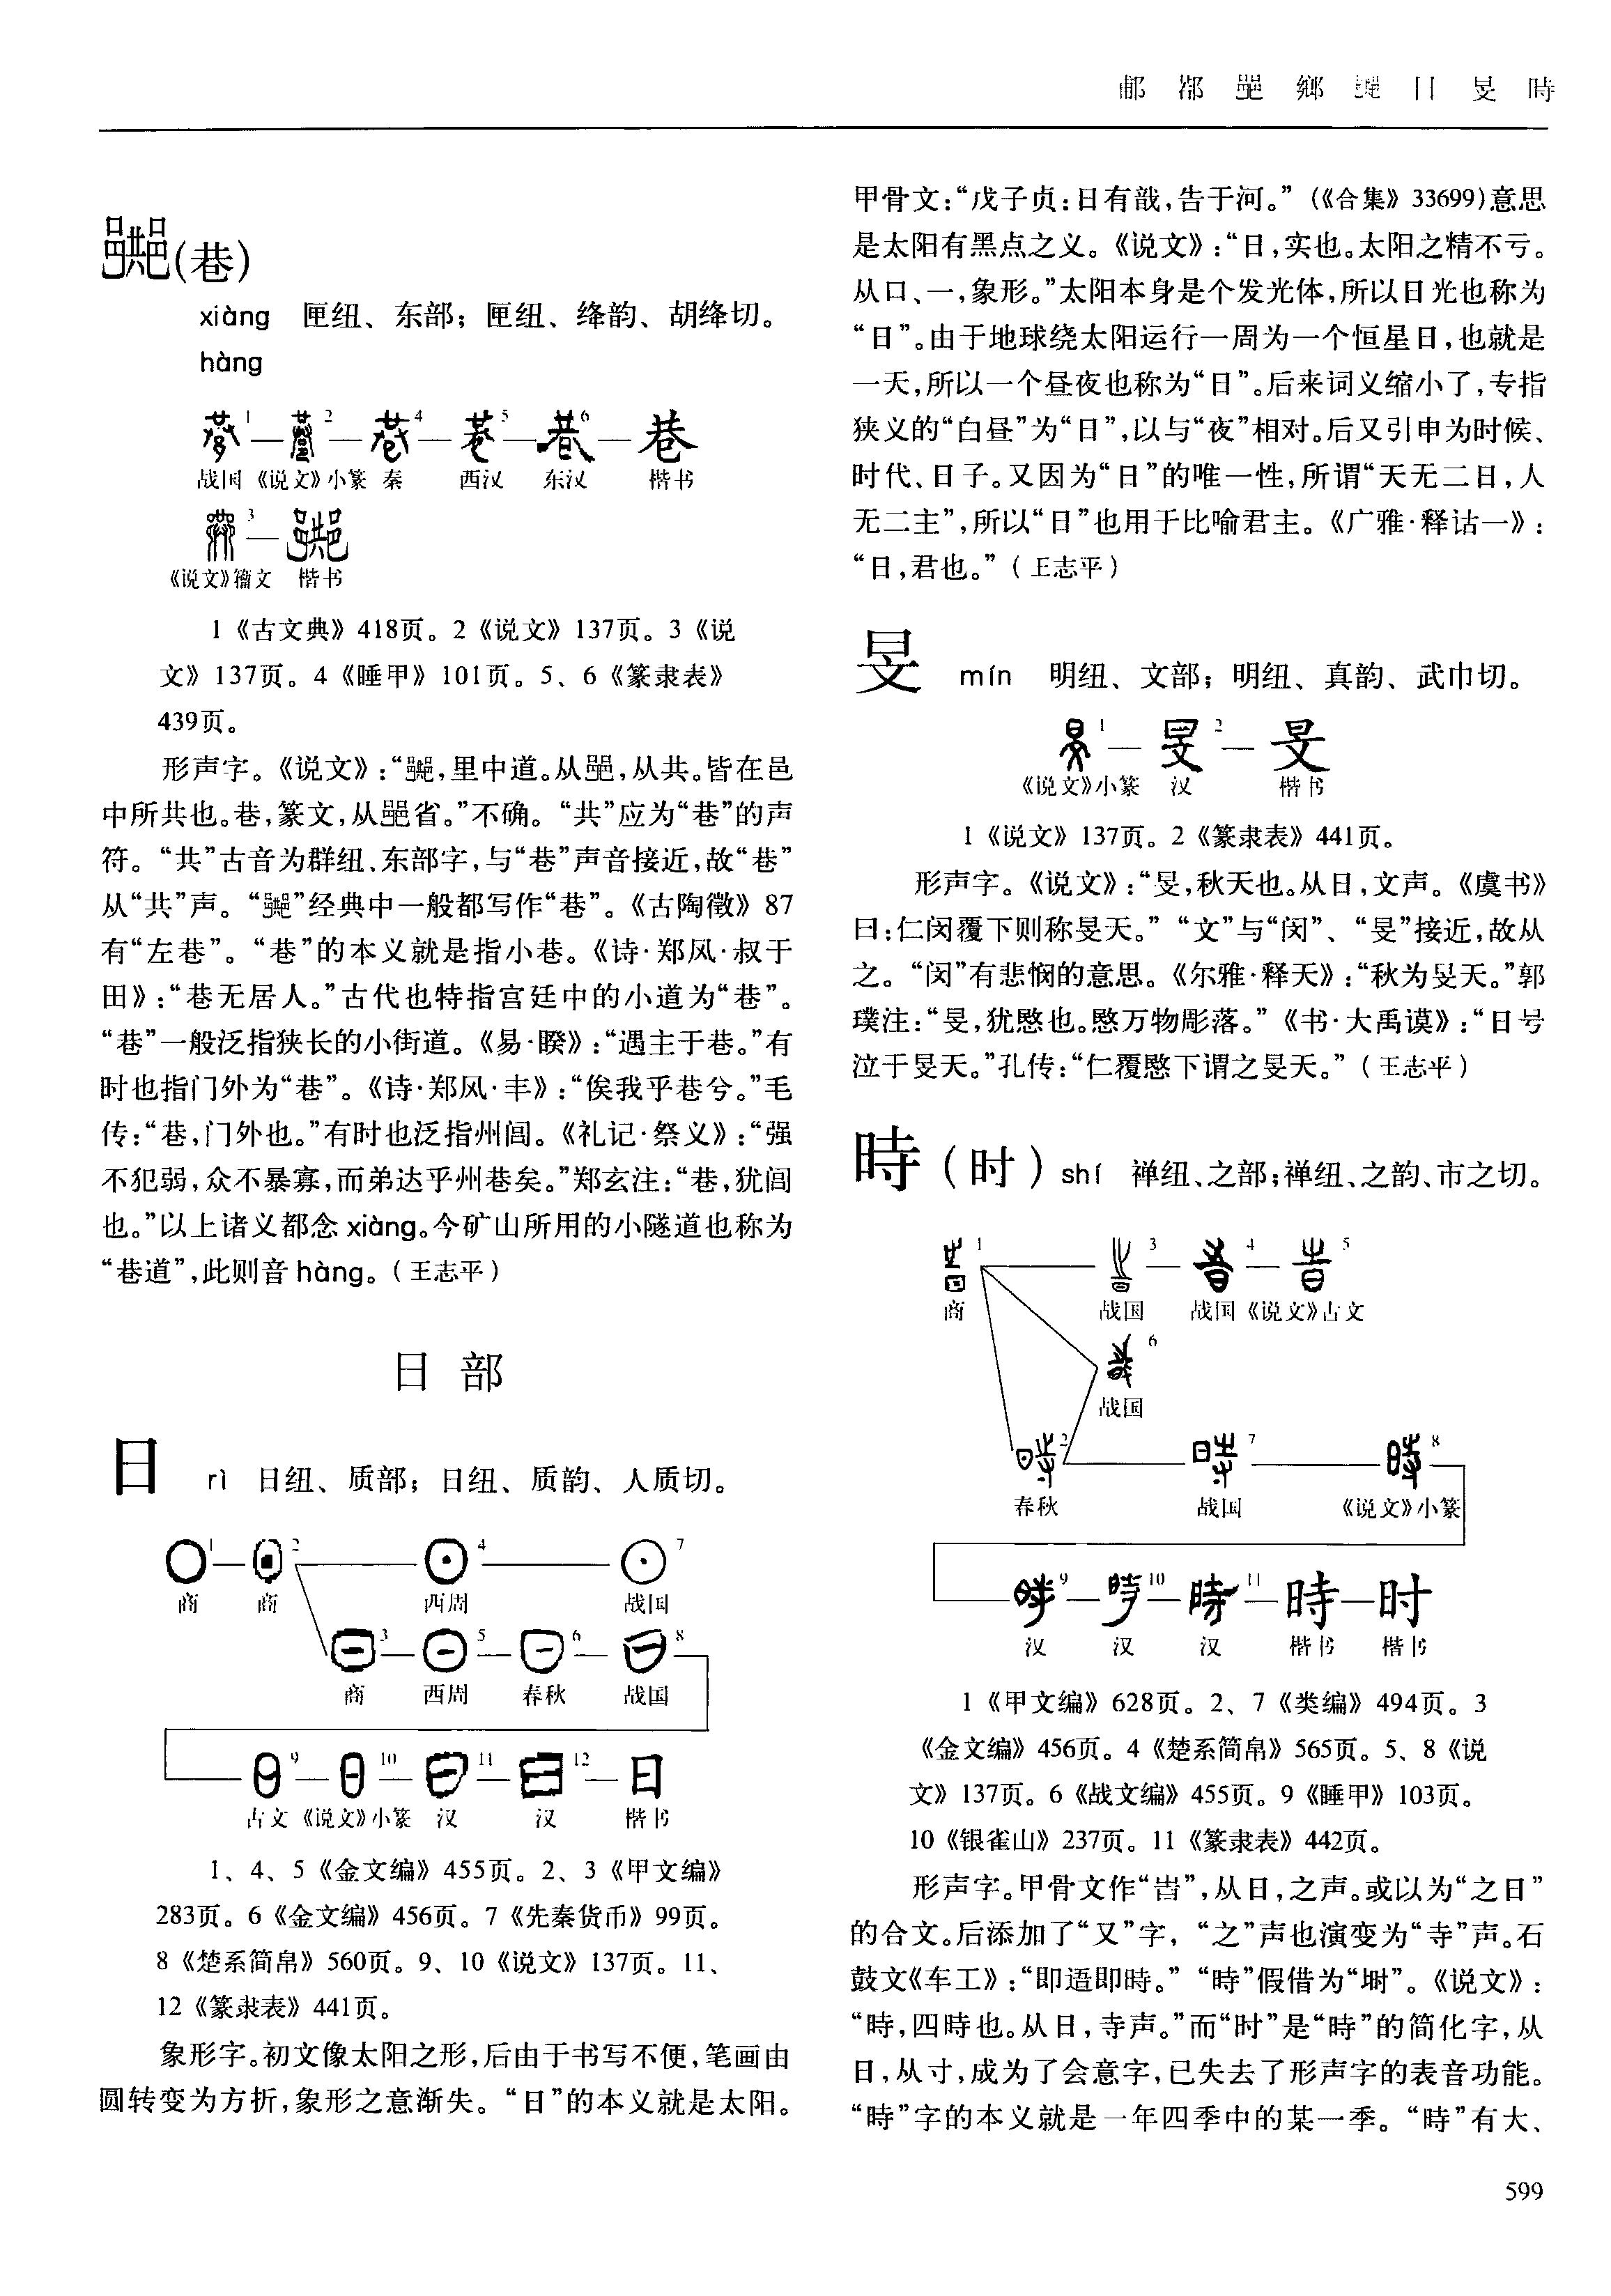 郷 日 旻 時
(巷)
xiàng 匣纽、东部；匣纽、绛韵、胡绛切。
hàng
1 2 4 5 6 巷
战国 《说文》小篆 秦 西汉 东汉 楷书
3
《说文》籀文 楷书
1《古文典》418页。2《说文》137页。3《说
文》137页。4《睡甲》101页。5、6《篆隶表》
439页。
形声字。《说文》：“，里中道。从，从共。皆在邑
中所共也。巷，篆文，从省。”不确。“共”应为“巷”的声
符。“共”古音为群纽、东部字，与“巷”声音接近，故“巷”
从“共”声。“”经典中一般都写作“巷”。《古陶徵》87
有“左巷”。“巷”的本义就是指小巷。《诗·郑风·叔于
田》：“巷无居人。”古代也特指宫廷中的小道为“巷”。
“巷”一般泛指狭长的小街道。《易·睽》：“遇主于巷。”有
时也指门外为“巷”。《诗·郑风·丰》：“俟我乎巷兮。”毛
传：“巷，门外也。”有时也泛指州闾。《礼记·祭义》：“强
不犯弱，众不暴寡，而弟达乎州巷矣。”郑玄注：“巷，犹闾
也。”以上诸义都念 xiàng。今矿山所用的小隧道也称为
“巷道”，此则音 hàng。（王志平）
日 部
日 rì 日纽、质部；日纽、质韵、人质切。
1 2 4 7
商 商 西周 战国
3 5 6 8
商 西周 春秋 战国
9 10 11 12 日
古文 《说文》小篆 汉 汉 楷书
1、4、5《金文编》455页。2、3《甲文编》
283页。6《金文编》456页。7《先秦货币》99页。
8《楚系简帛》560页。9、10《说文》137页。11、
12《篆隶表》441页。
象形字。初文像太阳之形，后由于书写不便，笔画由
圆转变为方折，象形之意渐失。“日”的本义就是太阳。
甲骨文：“戊子贞：日有戠，告于河。”（《合集》33699）意思
是太阳有黑点之义。《说文》：“日，实也。太阳之精不亏。
从口、一，象形。”太阳本身是个发光体，所以日光也称为
“日”。由于地球绕太阳运行一周为一个恒星日，也就是
一天，所以一个昼夜也称为“日”。后来词义缩小了，专指
狭义的“白昼”为“日”，以与“夜”相对。后又引申为时候、
时代、日子。又因为“日”的唯一性，所谓“天无二日，人
无二主”，所以“日”也用于比喻君主。《广雅·释诂一》：
“日，君也。”（王志平）
旻 mín 明纽、文部；明纽、真韵、武巾切。
1 2 旻
《说文》小篆 汉 楷书
1《说文》137页。2《篆隶表》441页。
形声字。《说文》：“旻，秋天也。从日，文声。《虞书》
曰：仁闵覆下则称旻天。”“文”与“闵”、“旻”接近，故从
之。“闵”有悲悯的意思。《尔雅·释天》：“秋为旻天。”郭
璞注：“旻，犹愍也。愍万物彫落。”《书·大禹谟》：“日号
泣于旻天。”孔传：“仁覆愍下谓之旻天。”（王志平）
時（时）shí 禅纽、之部；禅纽、之韵、市之切。
1 3 4 5
商 战国 战国 《说文》古文
6
战国
2 7 8
春秋 战国 《说文》小篆
9 10 11 時 时
汉 汉 汉 楷书 楷书
1《甲文编》628页。2、7《类编》494页。3
《金文编》456页。4《楚系简帛》565页。5、8《说
文》137页。6《战文编》455页。9《睡甲》103页。
10《银雀山》237页。11《篆隶表》442页。
形声字。甲骨文作“旹”，从日，之声。或以为“之日”
的合文。后添加了“又”字，“之”声也演变为“寺”声。石
鼓文《车工》：“即即時。”“時”假借为“塒”。《说文》：
“時，四時也。从日，寺声。”而“时”是“時”的简化字，从
日，从寸，成为了会意字，已失去了形声字的表音功能。
“時”字的本义就是一年四季中的某一季。“時”有大、
599